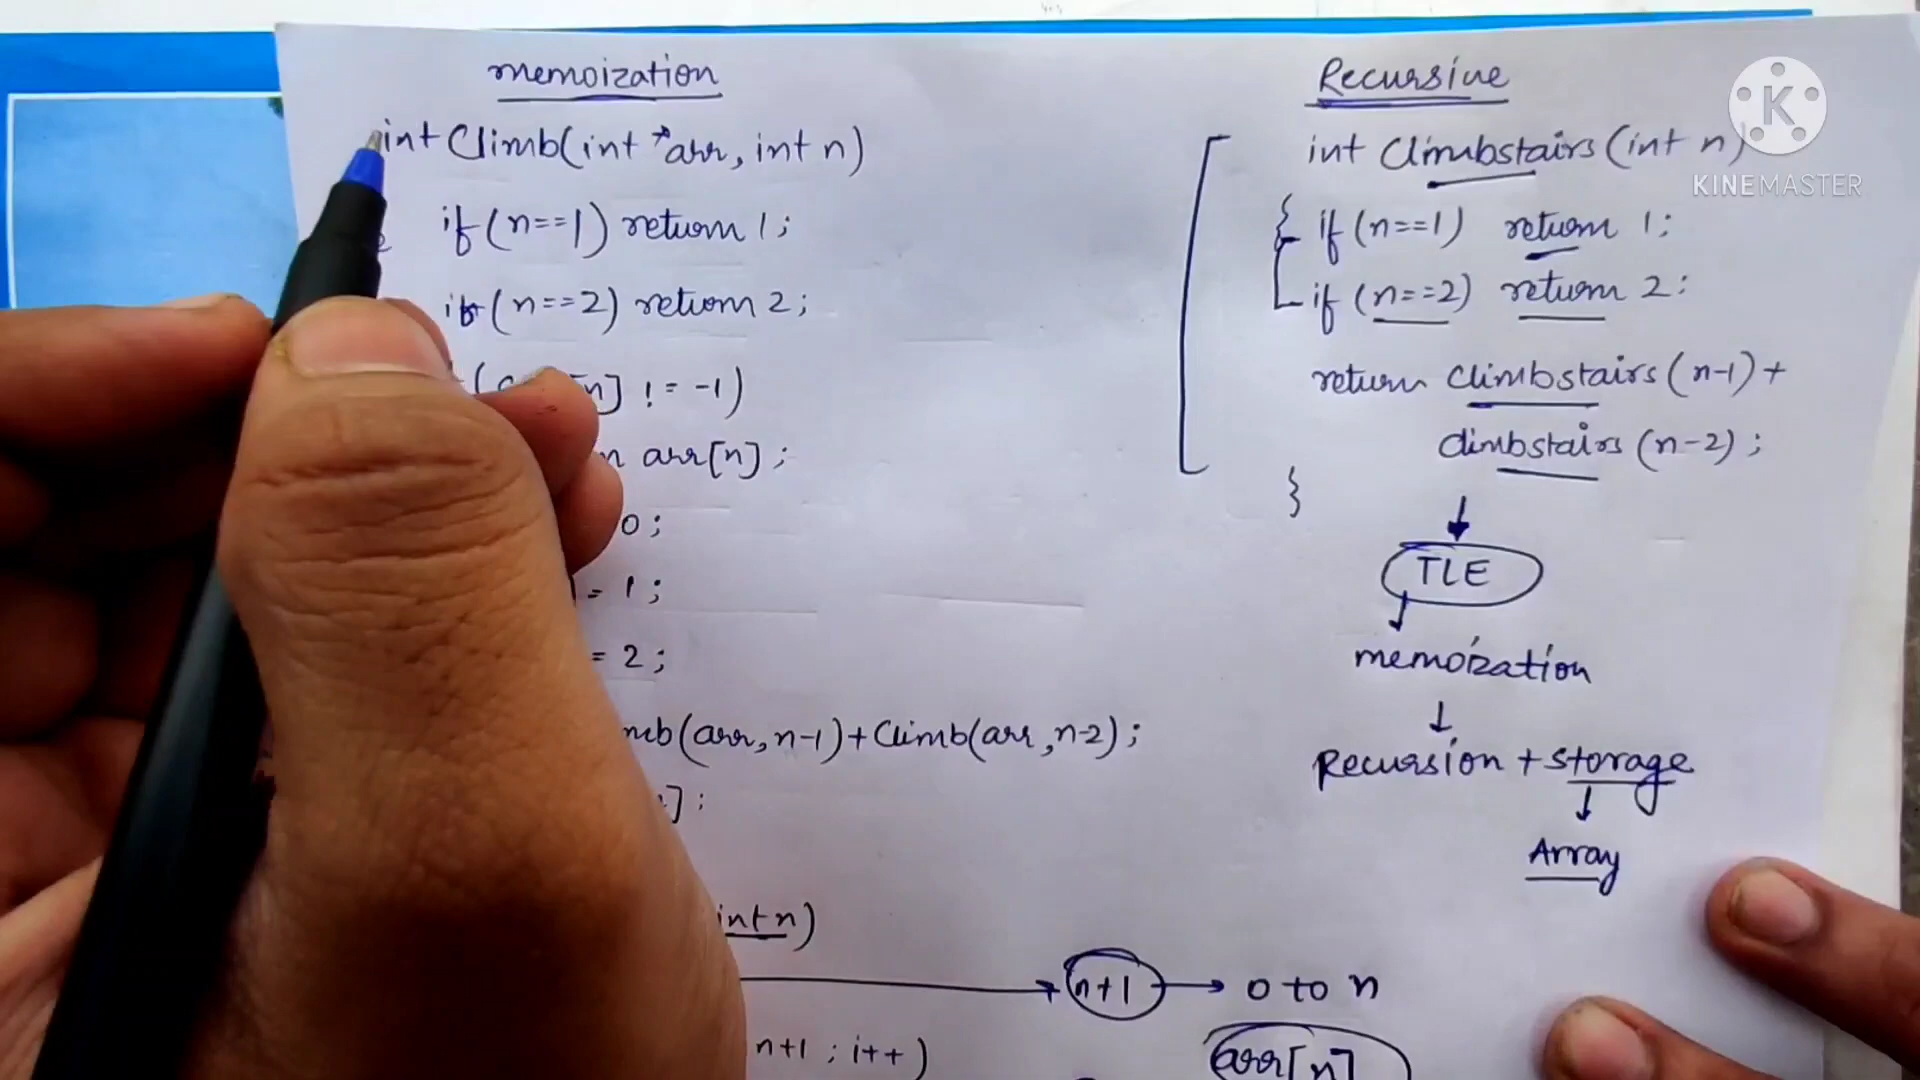 memoization
int Climb(int *arr, int n)
if (n==1) return 1;
if (n==2) return 2;
n] != -1)
arr[n];
0;
= 1;
= 2;
mb(arr, n-1)+Climb(arr, n-2);
];
int n)
n+1 → 0 to n
n+1 ; i++)
arr[n]
Recursive
int Climbstairs (int n)
{ if (n==1) return 1;
if (n==2) return 2;
return Climbstairs (n-1) +
climbstairs (n-2) ;
}
↓
TLE
↓
memoization
↓
Recursion + storage
↓
Array
K
KINEMASTER